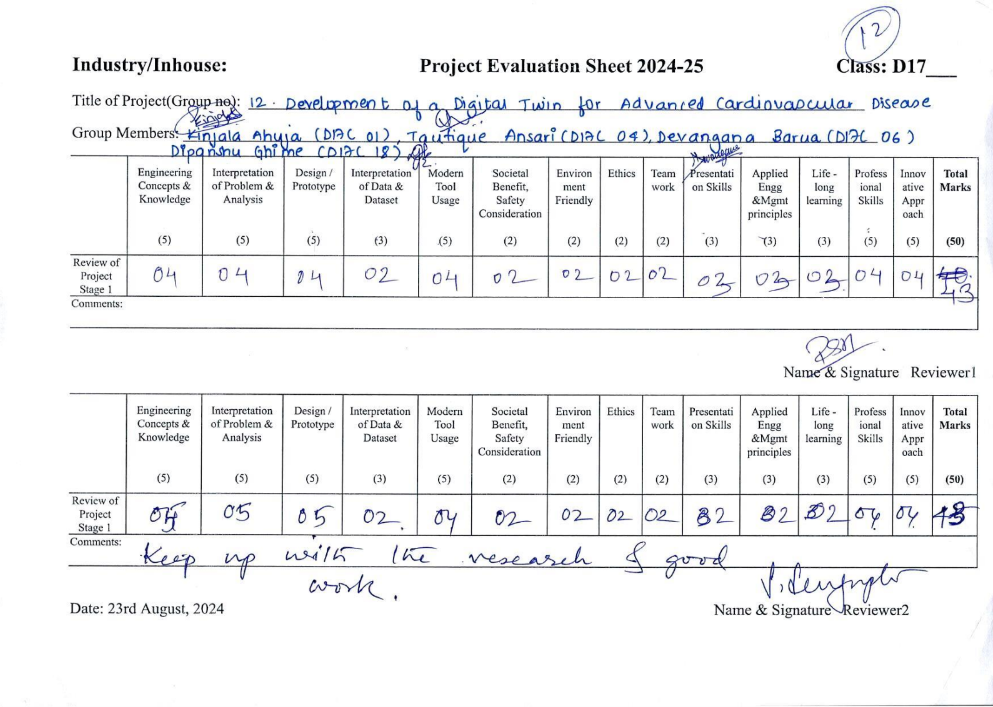 12
Industry/Inhouse: Project Evaluation Sheet 2024-25 Class: D17___
Title of Project(Group no): 12. Development of a Digital Twin for Advanced Cardiovascular Disease
Group Members: Kinjala Ahuja (D17C 01), Taufique Ansari (D17C 04), Devangana Barua (D17C 06)
Dipanshu Ghime (D17C 18)
Engineering Concepts & Knowledge (5) Interpretation of Problem & Analysis (5) Design / Prototype (5) Interpretation of Data & Dataset (3) Modern Tool Usage (5) Societal Benefit, Safety Consideration (2) Environ ment Friendly (2) Ethics (2) Team work (2) Presentati on Skills (3) Applied Engg &Mgmt principles (3) Life - long learning (3) Profess ional Skills (5) Innov ative Appr oach (5) Total Marks (50)
Review of Project Stage 1 04 04 04 02 04 02 02 02 02 03 03 03 04 04 43
Comments:
Name & Signature Reviewer1
Engineering Concepts & Knowledge (5) Interpretation of Problem & Analysis (5) Design / Prototype (5) Interpretation of Data & Dataset (3) Modern Tool Usage (5) Societal Benefit, Safety Consideration (2) Environ ment Friendly (2) Ethics (2) Team work (2) Presentati on Skills (3) Applied Engg &Mgmt principles (3) Life - long learning (3) Profess ional Skills (5) Innov ative Appr oach (5) Total Marks (50)
Review of Project Stage 1 05 05 02 04 02 02 02 02 2 2 2 04 04
Comments: Keep up with the research & good
work.
Date: 23rd August, 2024 Name & Signature Reviewer2